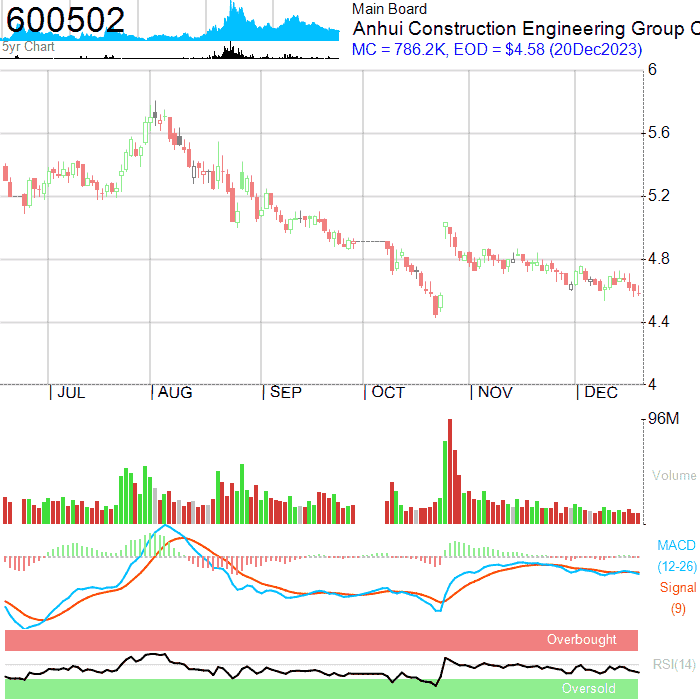 600502
5yr Chart
Main Board
Anhui Construction Engineering Group C
MC = 786.2K, EOD = $4.58 (20Dec2023)
6
5.6
5.2
4.8
4.4
4
JUL
AUG
SEP
OCT
NOV
DEC
96M
Volume
MACD
(12-26)
Signal
(9)
Overbought
RSI(14)
Oversold